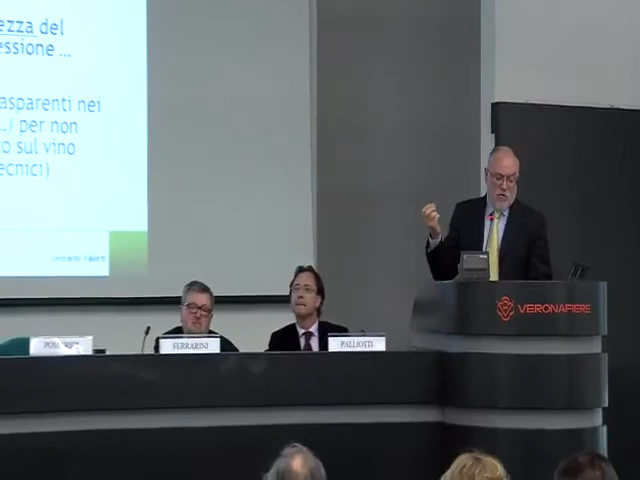 ezza del
essione ...
asparenti nei
..) per non
o sul vino
ecnici)
VERONAFIERE
FERRARINI
PALLIOTTI